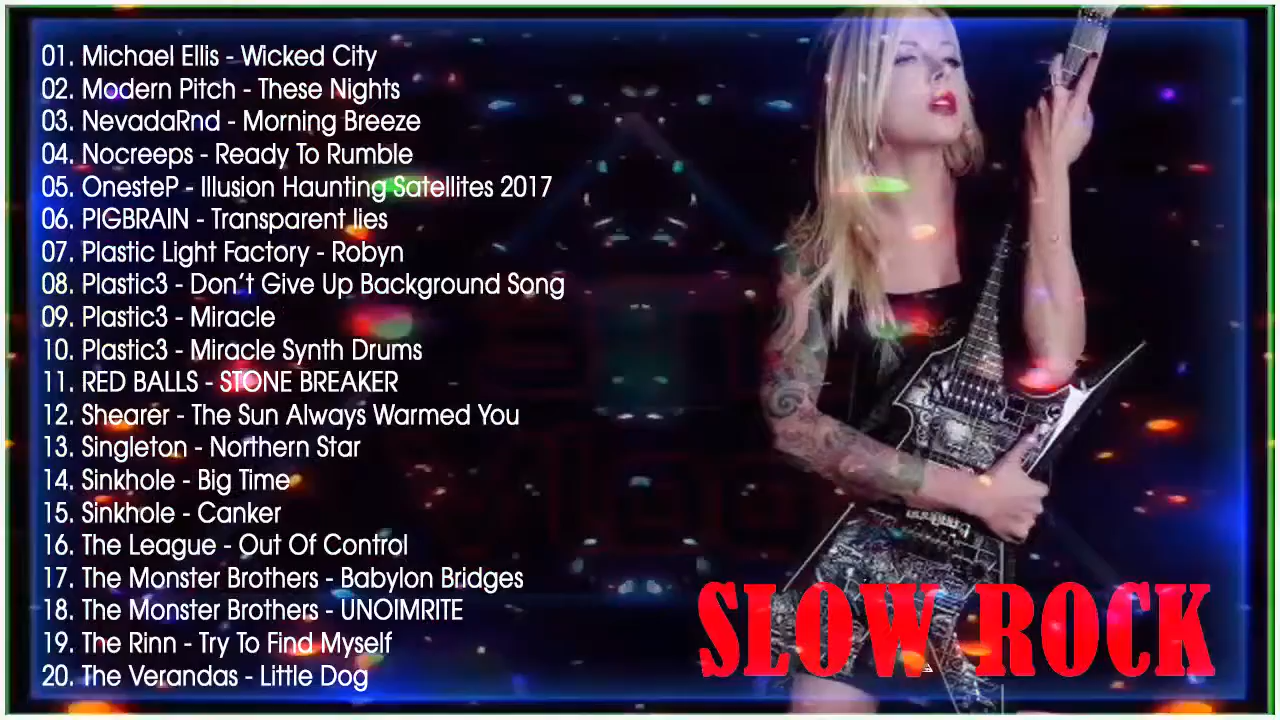 01. Michael Ellis - Wicked City
02. Modern Pitch - These Nights
03. NevadaRnd - Morning Breeze
04. Nocreeps - Ready To Rumble
05. OnesteP - Illusion Haunting Satellites 2017
06. PIGBRAIN - Transparent lies
07. Plastic Light Factory - Robyn
08. Plastic3 - Don't Give Up Background Song
09. Plastic3 - Miracle
10. Plastic3 - Miracle Synth Drums
11. RED BALLS - STONE BREAKER
12. Shearer - The Sun Always Warmed You
13. Singleton - Northern Star
14. Sinkhole - Big Time
15. Sinkhole - Canker
16. The League - Out Of Control
17. The Monster Brothers - Babylon Bridges
18. The Monster Brothers - UNOIMRITE
19. The Rinn - Try To Find Myself
20. The Verandas - Little Dog
SLOW ROCK